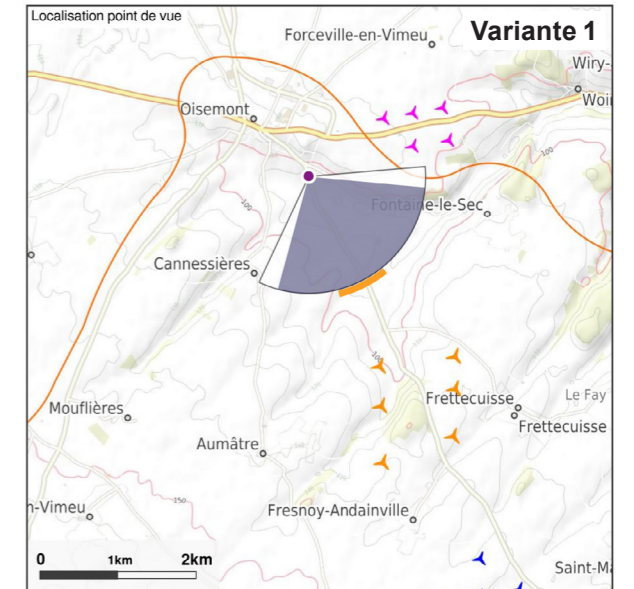 Localisation point de vue
Variante 1
Forceville-en-Vimeu
Wiry-
Woi
Oisemont
100
100
Fontaine-le-Sec
Cannessières
100
Frettecuisse
Le Fay
Mouflières
Frettecuisse
Aumâtre
150
n-Vimeu
Fresnoy-Andainville
0 1km 2km
Saint-Ma